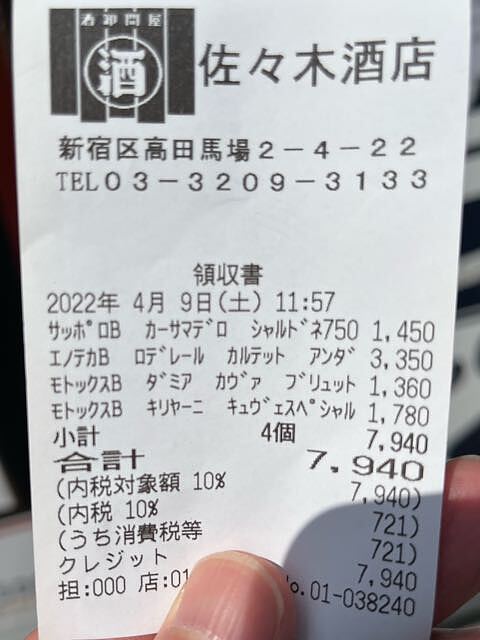 酒卸問屋
酒 佐々木酒店
新宿区高田馬場2-4-22
TEL03-3209-3133
領収書
2022年 4月 9日(土) 11:57
ｻｯﾎﾟﾛB ｶｰｻﾏﾃﾞﾛ ｼｬﾙﾄﾞﾈ750 1,450
ｴﾉﾃｶB ﾛﾃﾞﾚｰﾙ ｶﾙﾃｯﾄ ｱﾝﾀﾞ 3,350
ﾓﾄｯｸｽB ﾀﾞﾐｱ ｶｳﾞｧ ﾌﾞﾘｭｯﾄ 1,360
ﾓﾄｯｸｽB ｷﾘﾔｰﾆ ｷｭｳﾞｪｽﾍﾟｼｬﾙ 1,780
小計 4個 7,940
合計 7,940
(内税対象額 10% 7,940)
(内税 10% 721)
(うち消費税等 721)
クレジット 7,940
担:000 店:01 No.01-038240